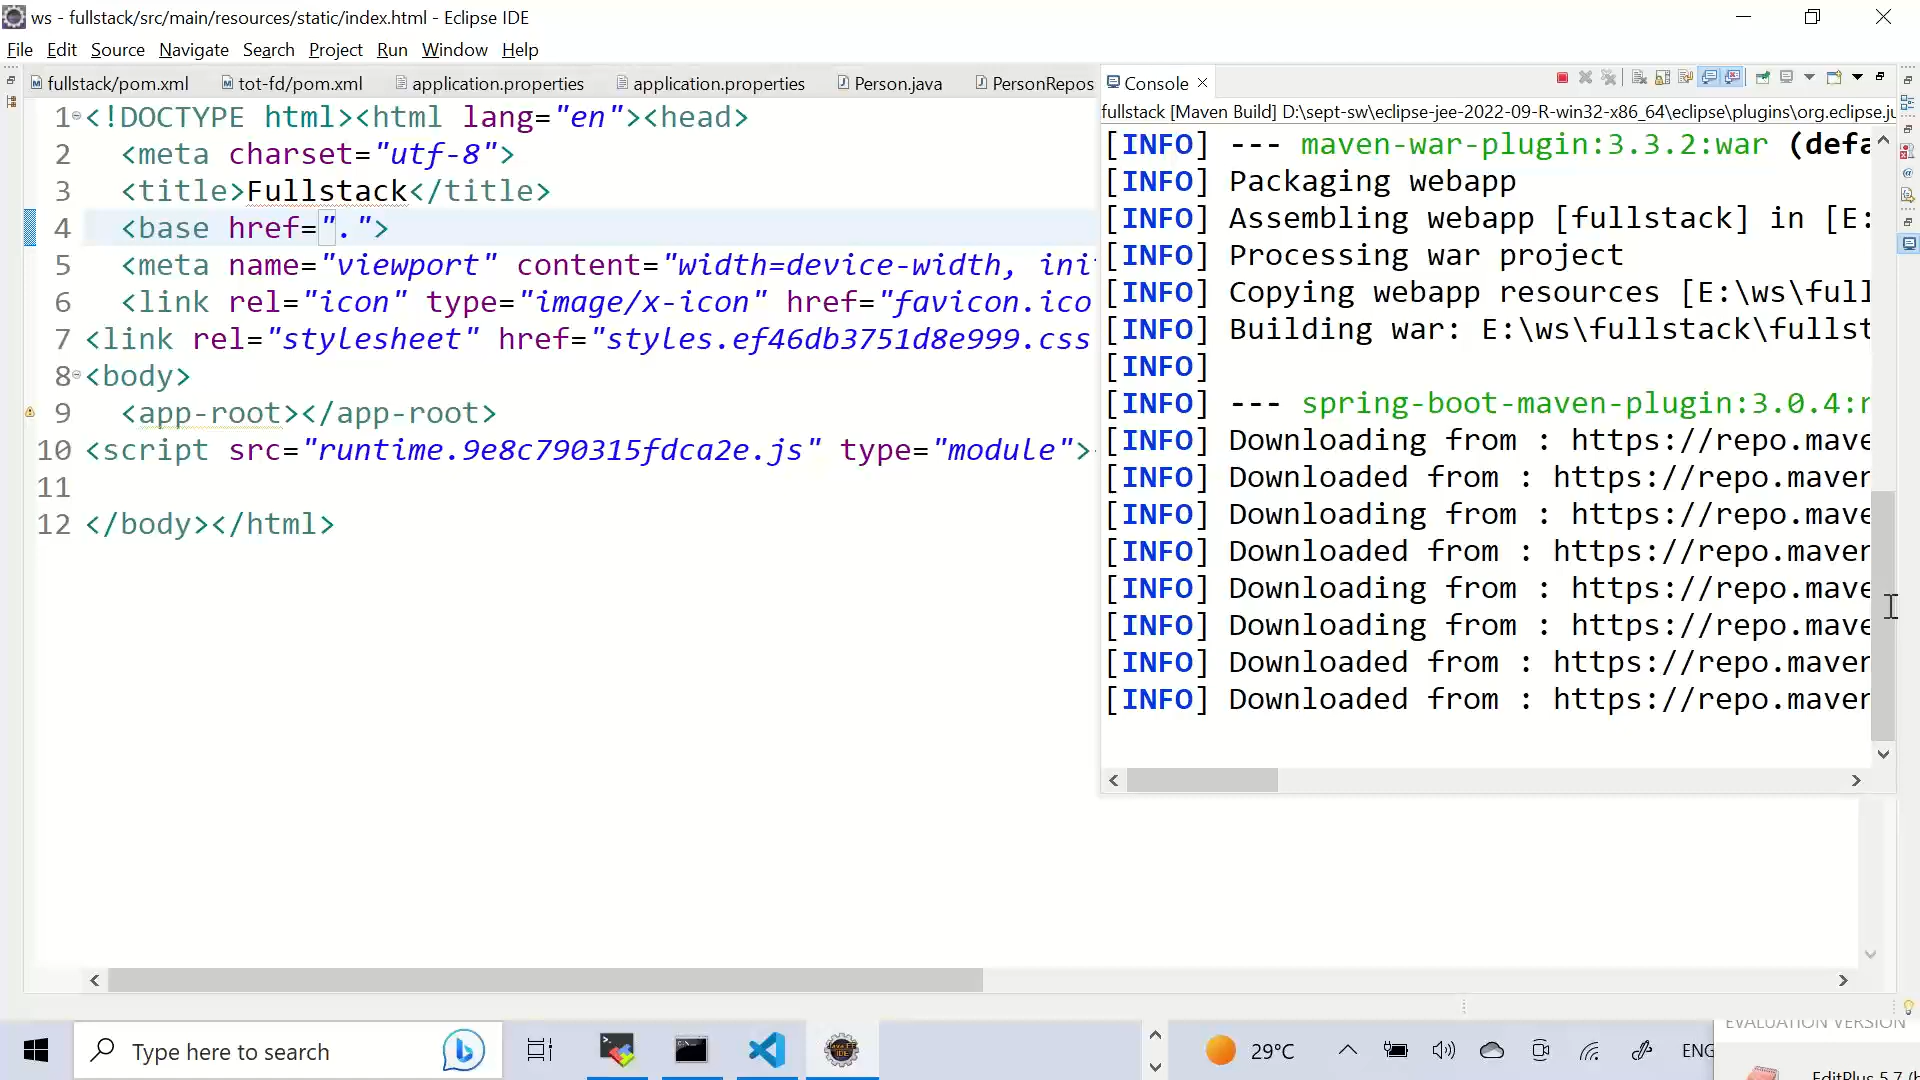 ws - fullstack/src/main/resources/static/index.html - Eclipse IDE
File Edit Source Navigate Search Project Run Window Help
fullstack/pom.xml tot-fd/pom.xml application.properties application.properties Person.java PersonRepos
1 <!DOCTYPE html><html lang="en"><head>
2 <meta charset="utf-8">
3 <title>Fullstack</title>
4 <base href=".">
5 <meta name="viewport" content="width=device-width, ini
6 <link rel="icon" type="image/x-icon" href="favicon.ico
7 <link rel="stylesheet" href="styles.ef46db3751d8e999.css
8 <body>
9 <app-root></app-root>
10 <script src="runtime.9e8c790315fdca2e.js" type="module">
11
12 </body></html>
Console
fullstack [Maven Build] D:\sept-sw\eclipse-jee-2022-09-R-win32-x86_64\eclipse\plugins\org.eclipse.ju
[INFO] --- maven-war-plugin:3.3.2:war (defa
[INFO] Packaging webapp
[INFO] Assembling webapp [fullstack] in [E:
[INFO] Processing war project
[INFO] Copying webapp resources [E:\ws\full
[INFO] Building war: E:\ws\fullstack\fullst
[INFO]
[INFO] --- spring-boot-maven-plugin:3.0.4:r
[INFO] Downloading from : https://repo.mave
[INFO] Downloaded from : https://repo.maven
[INFO] Downloading from : https://repo.mave
[INFO] Downloaded from : https://repo.maven
[INFO] Downloading from : https://repo.mave
[INFO] Downloading from : https://repo.mave
[INFO] Downloaded from : https://repo.maven
[INFO] Downloaded from : https://repo.maven
Type here to search
29°C
ENG
EVALUATION VERSION
EditPlus 5.7